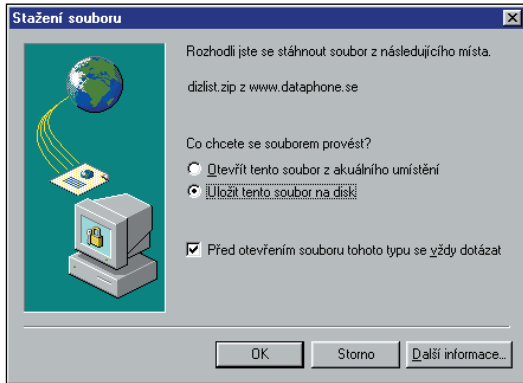 Stažení souboru
Rozhodli jste se stáhnout soubor z následujícího místa.
dizlist.zip z www.dataphone.se
Co chcete se souborem provést?
Otevřít tento soubor z akuálního umístění
Uložit tento soubor na disk
Před otevřením souboru tohoto typu se vždy dotázat
OK
Storno
Další informace...